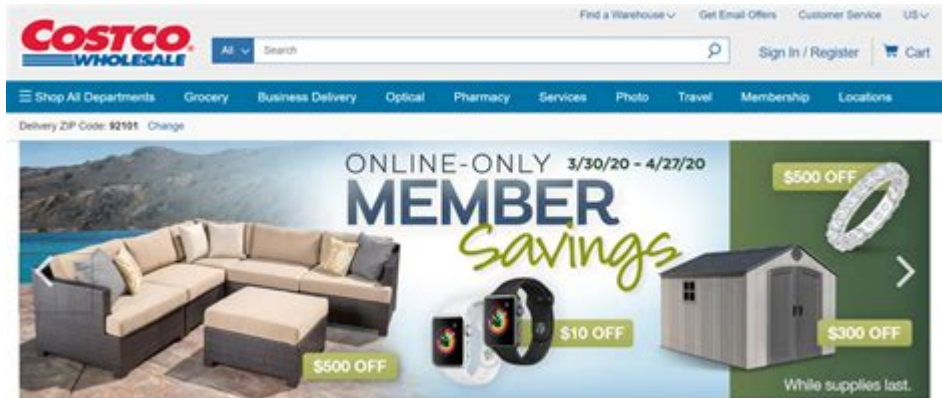 Find a Warehouse Get Email Offers Customer Service US
COSTCO
WHOLESALE
All Search Sign In / Register Cart
Shop All Departments Grocery Business Delivery Optical Pharmacy Services Photo Travel Membership Locations
Delivery ZIP Code: 92101 Change
ONLINE-ONLY 3/30/20 - 4/27/20
MEMBER
Savings
$500 OFF
$10 OFF
$300 OFF
$500 OFF
While supplies last.